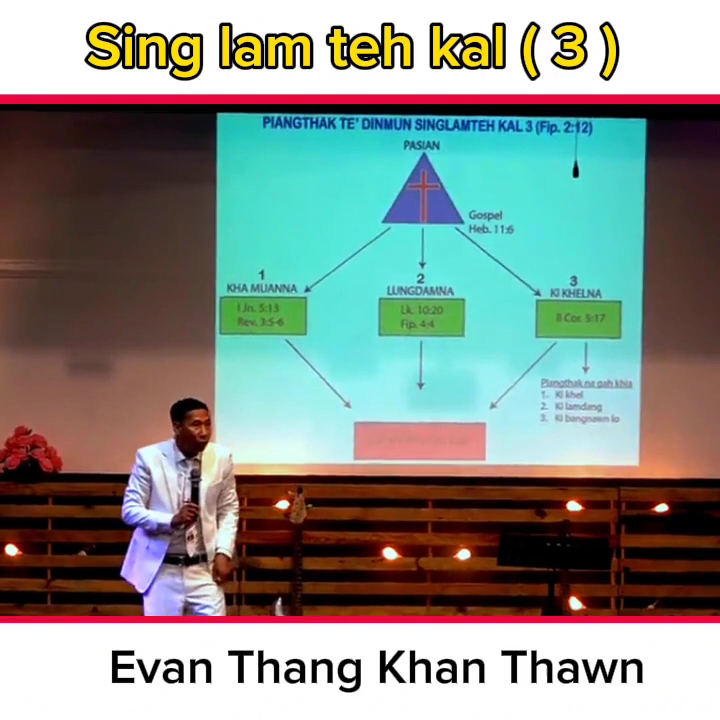 Sing lam teh kal ( 3 )
PIANGTHAK TE' DINMUN SINGLAMTEH KAL 3 (Fip. 2:12)
PASIAN
Gospel
Heb. 11:6
1
KHA MUANNA
I Jn. 5:13
Rev. 3:5-6
2
LUNGDAMNA
Lk. 10:20
Fip. 4:4
3
KI KHELNA
II Cor. 5:17
Piangthak na gah khia
1. Ki khel
2. Ki lamdang
3. Ki bangnawn lo
Evan Thang Khan Thawn